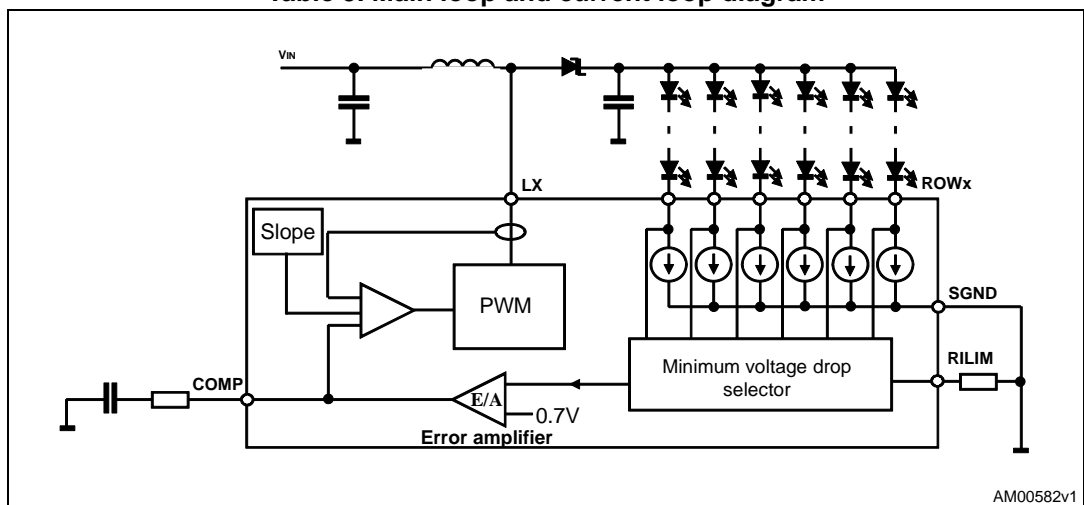 Table Main loop and current loop diagram
VIN
LX
ROWx
Slope
PWM
SGND
Minimum voltage drop
selector
RILIM
COMP
E/A
0.7V
Error amplifier
AM00582v1